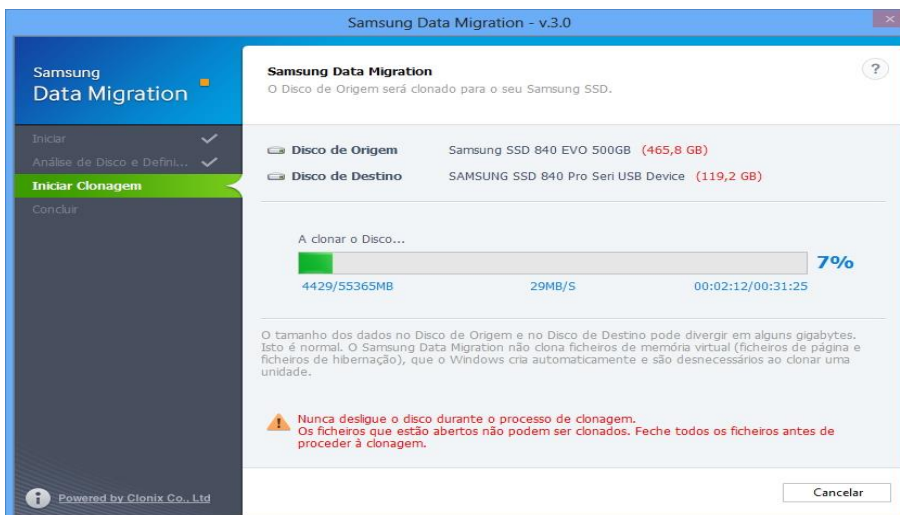 Samsung Data Migration - v.3.0
Samsung
Data Migration
Samsung Data Migration
O Disco de Origem será clonado para o seu Samsung SSD.
?
Iniciar
Análise de Disco e Defini...
Iniciar Clonagem
Concluir
Disco de Origem Samsung SSD 840 EVO 500GB (465,8 GB)
Disco de Destino SAMSUNG SSD 840 Pro Seri USB Device (119,2 GB)
A clonar o Disco...
7%
4429/55365MB 29MB/S 00:02:12/00:31:25
O tamanho dos dados no Disco de Origem e no Disco de Destino pode divergir em alguns gigabytes.
Isto é normal. O Samsung Data Migration não clona ficheiros de memória virtual (ficheiros de página e
ficheiros de hibernação), que o Windows cria automaticamente e são desnecessários ao clonar uma
unidade.
Nunca desligue o disco durante o processo de clonagem.
Os ficheiros que estão abertos não podem ser clonados. Feche todos os ficheiros antes de
proceder à clonagem.
Powered by Clonix Co., Ltd
Cancelar